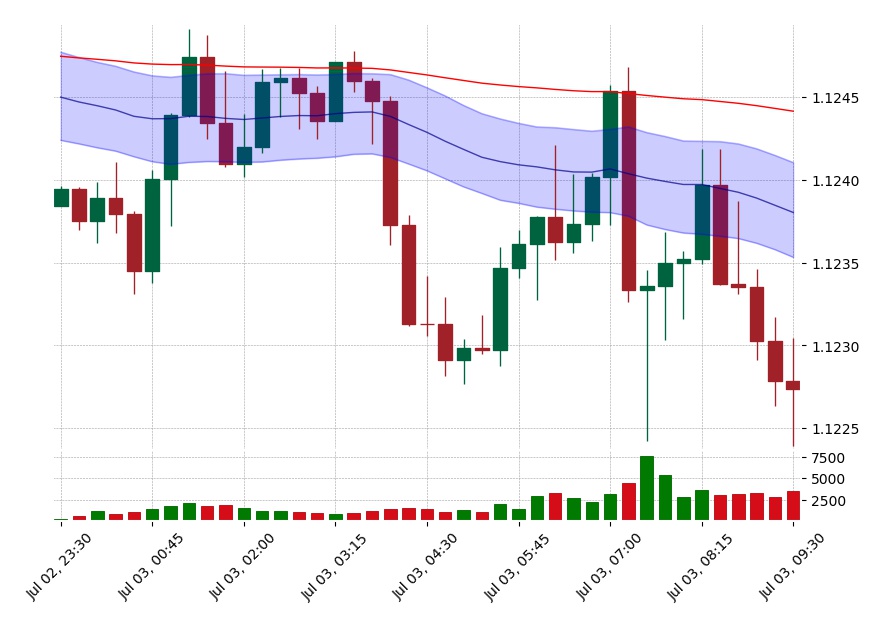 1.1245
1.1240
1.1235
1.1230
1.1225
7500
5000
2500
Jul 02, 23:30
Jul 03, 00:45
Jul 03, 02:00
Jul 03, 03:15
Jul 03, 04:30
Jul 03, 05:45
Jul 03, 07:00
Jul 03, 08:15
Jul 03, 09:30